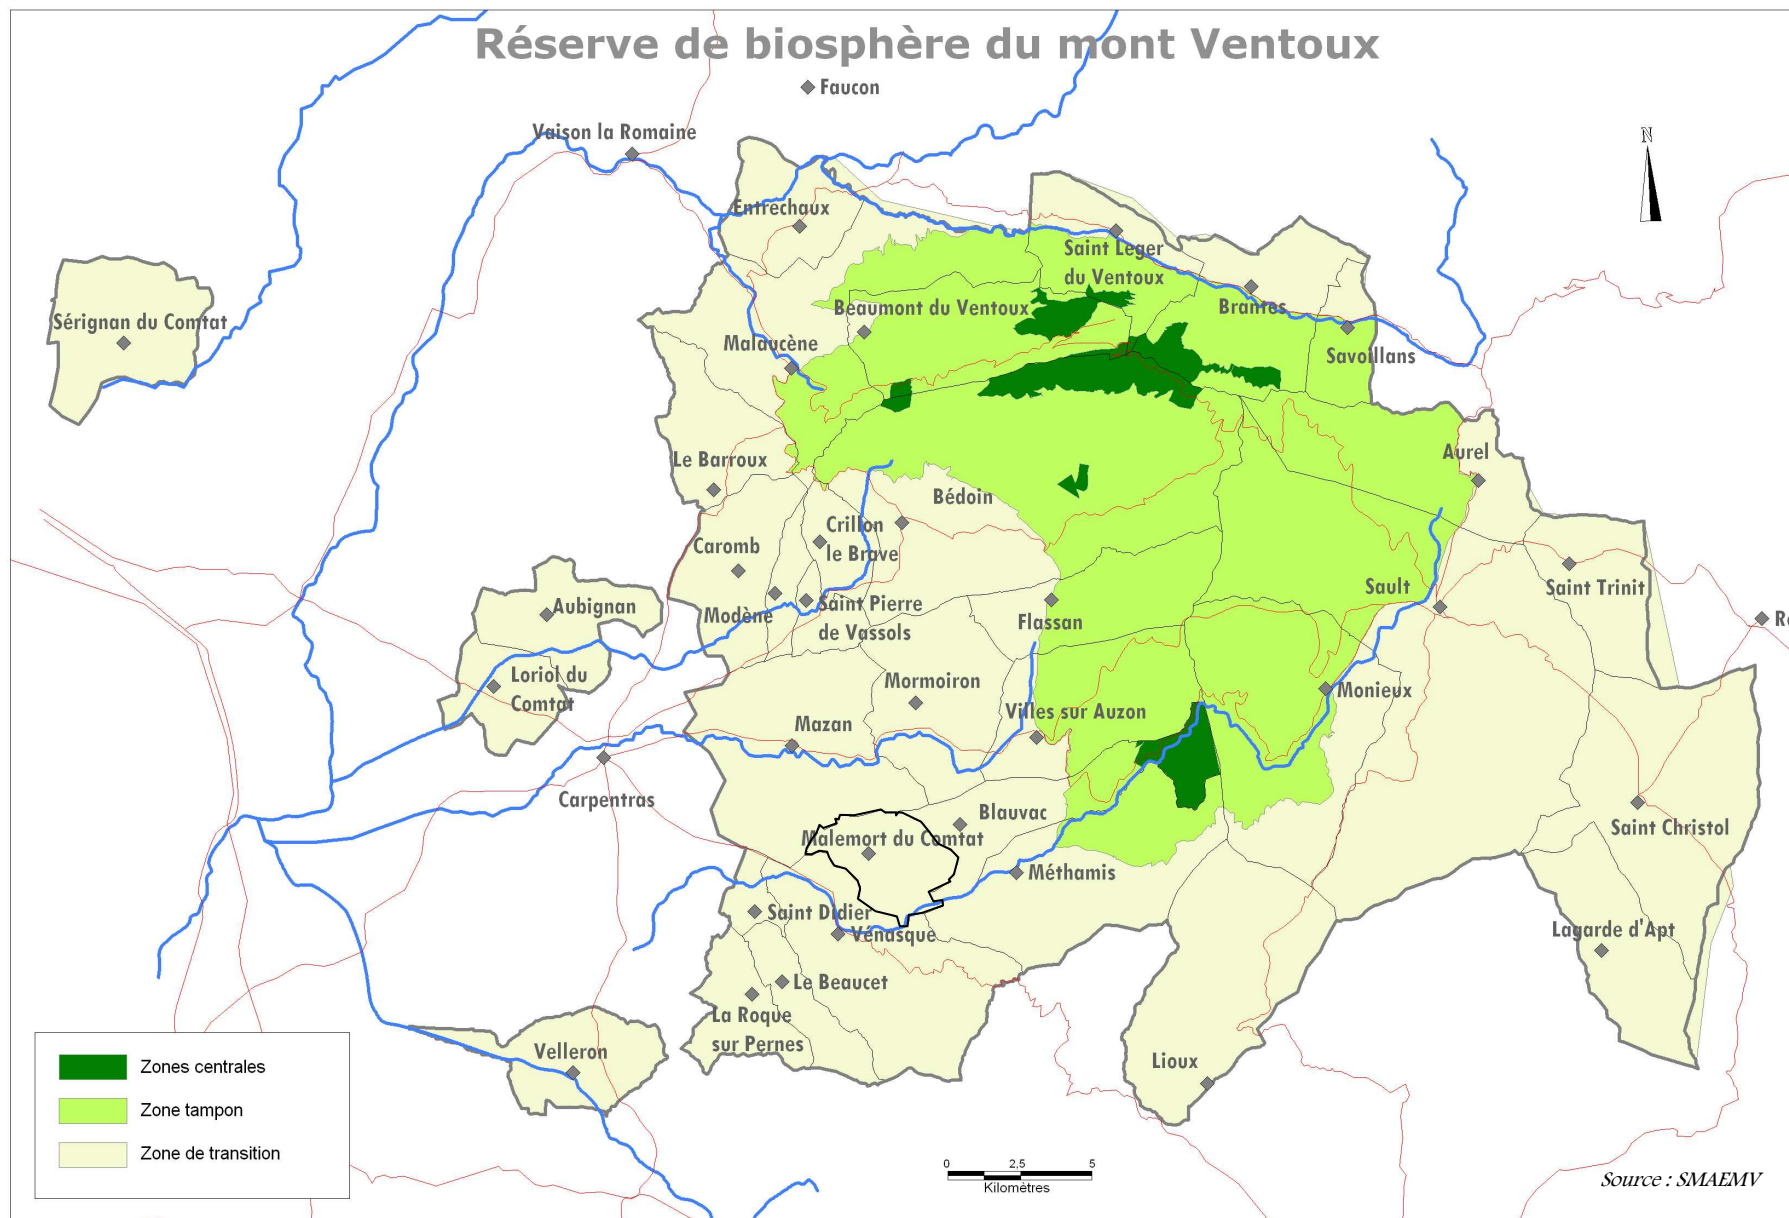 Réserve de biosphère du mont Ventoux
Faucon
Vaison la Romaine
N
Entrechaux
Saint Leger
du Ventoux
Brantes
Beaumont du Ventoux
Sérignan du Comtat
Savoillans
Malaucène
Aurel
Le Barroux
Bédoin
Crillon
le Brave
Caromb
Sault
Saint Trinit
Aubignan
Modène
Saint Pierre
de Vassols
Flassan
Loriol du
Comtat
Mormoiron
Monieux
Mazan
Villes sur Auzon
Carpentras
Blauvac
Malemort du Comtat
Saint Christol
Méthamis
Saint Didier
Vénasque
Lagarde d'Apt
Le Beaucet
La Roque
sur Pernes
Velleron
Lioux
Zones centrales
Zone tampon
Zone de transition
0 2,5 5
Kilomètres
Source : SMAEMV